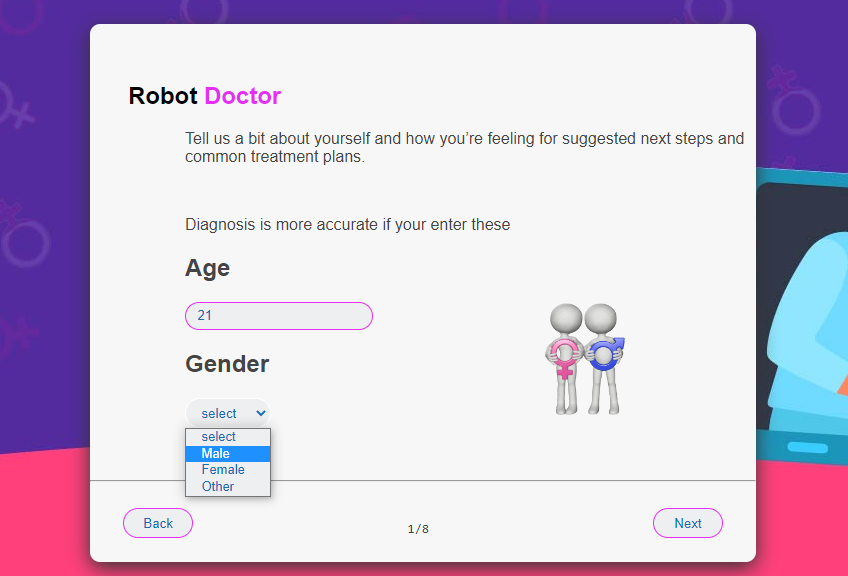 Robot Doctor
Tell us a bit about yourself and how you’re feeling for suggested next steps and
common treatment plans.
Diagnosis is more accurate if your enter these
Age
21
Gender
select
select
Male
Female
Other
Back
1/8
Next